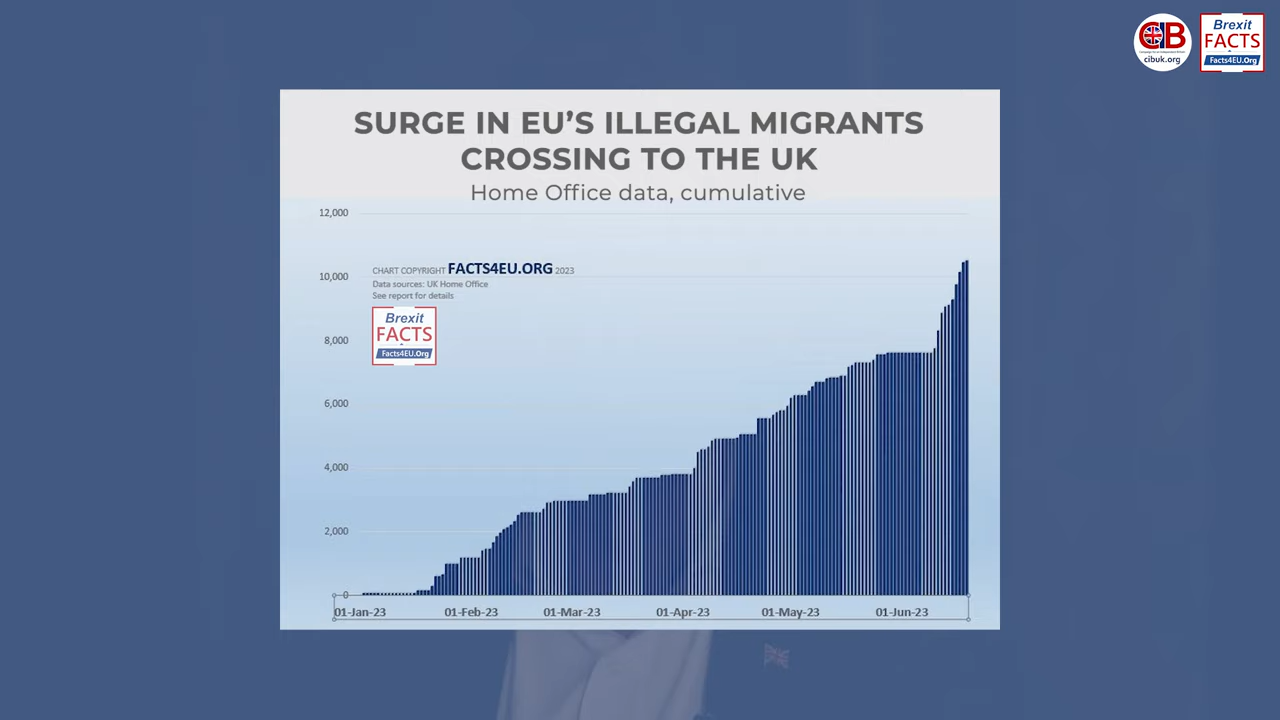 CIB
cibuk.org
Brexit
FACTS
Facts4EU.Org
SURGE IN EU’S ILLEGAL MIGRANTS
CROSSING TO THE UK
Home Office data, cumulative
12,000
10,000
8,000
6,000
4,000
2,000
0
CHART COPYRIGHT FACTS4EU.ORG 2023
Data sources: UK Home Office
See report for details
Brexit
FACTS
Facts4EU.Org
01-Jan-23 01-Feb-23 01-Mar-23 01-Apr-23 01-May-23 01-Jun-23